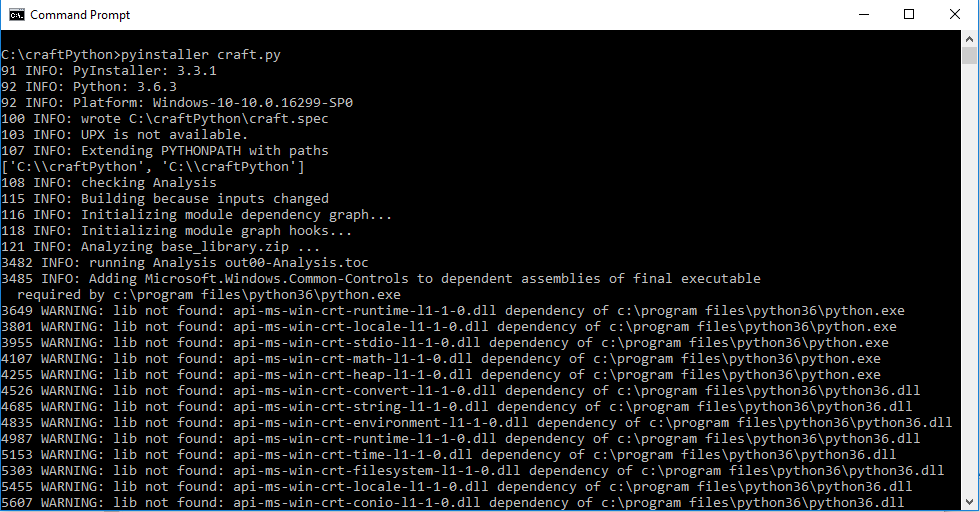 Command Prompt
C:\craftPython>pyinstaller craft.py
91 INFO: PyInstaller: 3.3.1
92 INFO: Python: 3.6.3
92 INFO: Platform: Windows-10-10.0.16299-SP0
100 INFO: wrote C:\craftPython\craft.spec
103 INFO: UPX is not available.
107 INFO: Extending PYTHONPATH with paths
['C:\\craftPython', 'C:\\craftPython']
108 INFO: checking Analysis
115 INFO: Building because inputs changed
116 INFO: Initializing module dependency graph...
118 INFO: Initializing module graph hooks...
121 INFO: Analyzing base_library.zip ...
3482 INFO: running Analysis out00-Analysis.toc
3485 INFO: Adding Microsoft.Windows.Common-Controls to dependent assemblies of final executable
  required by c:\program files\python36\python.exe
3649 WARNING: lib not found: api-ms-win-crt-runtime-l1-1-0.dll dependency of c:\program files\python36\python.exe
3801 WARNING: lib not found: api-ms-win-crt-locale-l1-1-0.dll dependency of c:\program files\python36\python.exe
3955 WARNING: lib not found: api-ms-win-crt-stdio-l1-1-0.dll dependency of c:\program files\python36\python.exe
4107 WARNING: lib not found: api-ms-win-crt-math-l1-1-0.dll dependency of c:\program files\python36\python.exe
4255 WARNING: lib not found: api-ms-win-crt-heap-l1-1-0.dll dependency of c:\program files\python36\python.exe
4526 WARNING: lib not found: api-ms-win-crt-convert-l1-1-0.dll dependency of c:\program files\python36\python36.dll
4685 WARNING: lib not found: api-ms-win-crt-string-l1-1-0.dll dependency of c:\program files\python36\python36.dll
4835 WARNING: lib not found: api-ms-win-crt-environment-l1-1-0.dll dependency of c:\program files\python36\python36.dll
4987 WARNING: lib not found: api-ms-win-crt-runtime-l1-1-0.dll dependency of c:\program files\python36\python36.dll
5153 WARNING: lib not found: api-ms-win-crt-time-l1-1-0.dll dependency of c:\program files\python36\python36.dll
5303 WARNING: lib not found: api-ms-win-crt-filesystem-l1-1-0.dll dependency of c:\program files\python36\python36.dll
5455 WARNING: lib not found: api-ms-win-crt-locale-l1-1-0.dll dependency of c:\program files\python36\python36.dll
5607 WARNING: lib not found: api-ms-win-crt-conio-l1-1-0.dll dependency of c:\program files\python36\python36.dll